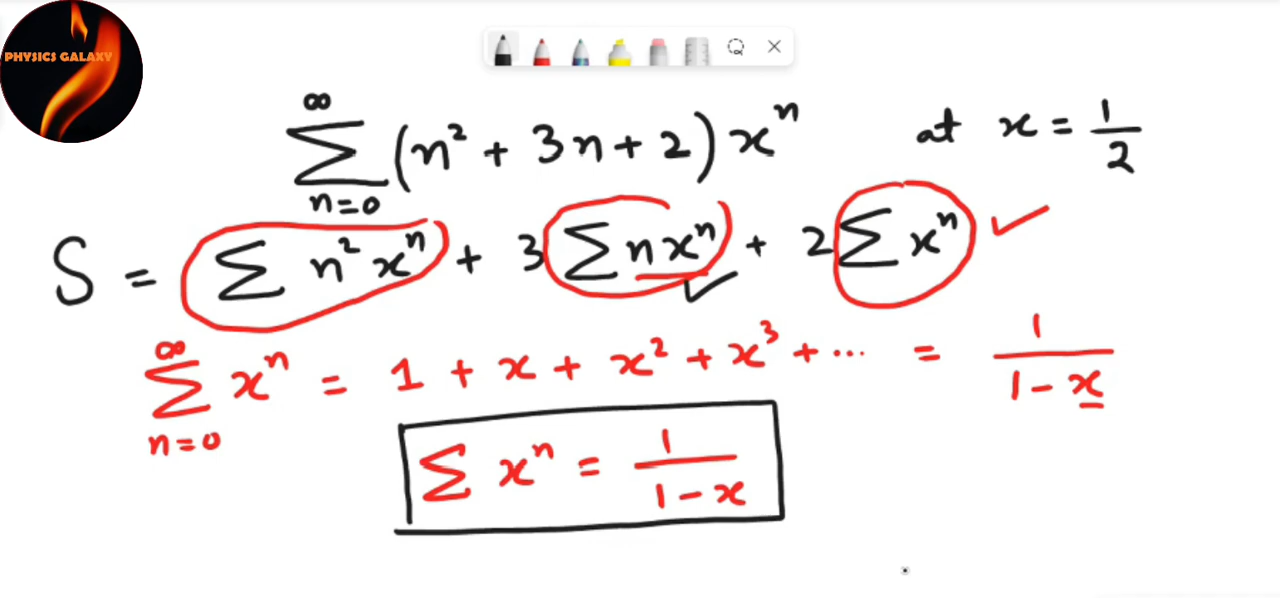 PHYSICS GALAXY
∞
∑ (n² + 3n + 2) xⁿ at x = 1/2
n=0
S = ∑ n² xⁿ + 3 ∑ n xⁿ + 2 ∑ xⁿ ✓
∞
∑ xⁿ = 1 + x + x² + x³ + ... = 1/(1 - x)
n=0
∑ xⁿ = 1/(1 - x)